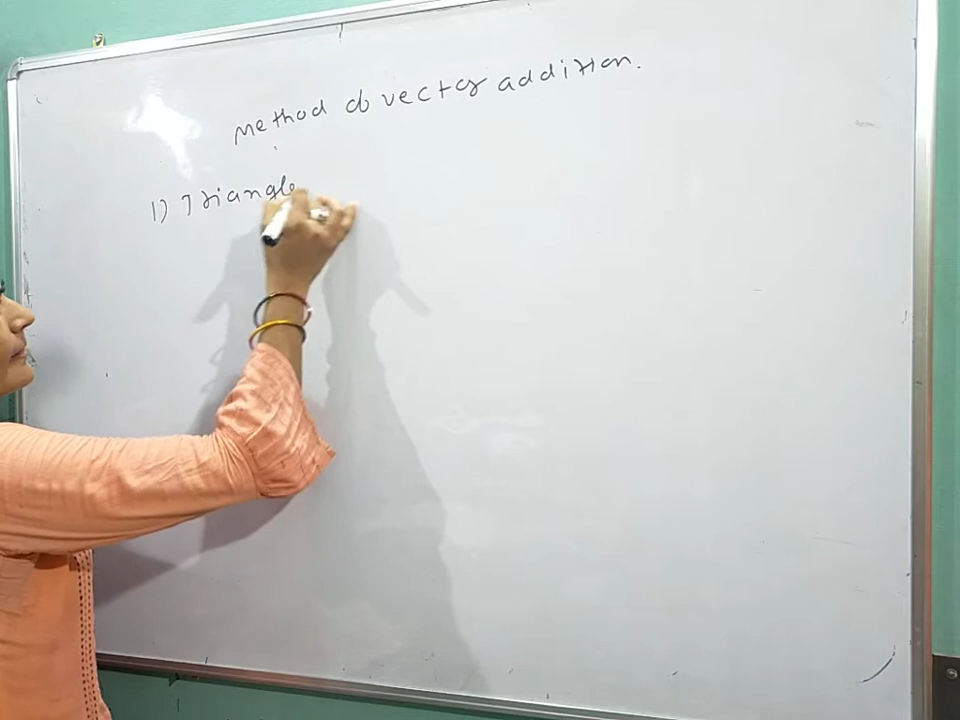 Method of vector addition.
1) Triangle